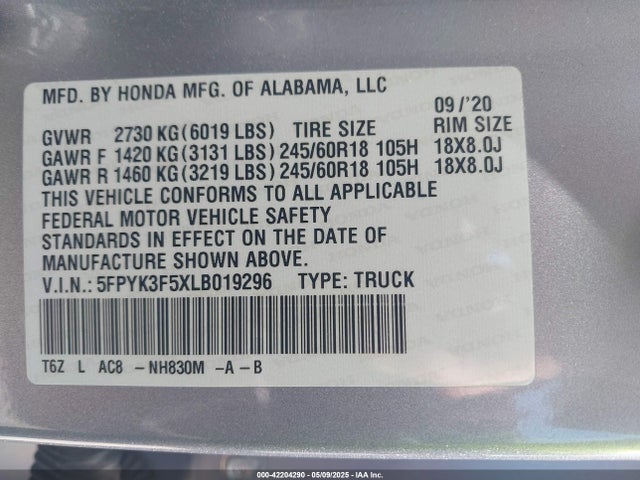 MFD. BY HONDA MFG. OF ALABAMA, LLC
09/'20
GVWR 2730 KG(6019 LBS) TIRE SIZE RIM SIZE
GAWR F 1420 KG(3131 LBS) 245/60R18 105H 18X8.0J
GAWR R 1460 KG(3219 LBS) 245/60R18 105H 18X8.0J
THIS VEHICLE CONFORMS TO ALL APPLICABLE
FEDERAL MOTOR VEHICLE SAFETY
STANDARDS IN EFFECT ON THE DATE OF
MANUFACTURE SHOWN ABOVE.
V.I.N.: 5FPYK3F5XLB019296 TYPE: TRUCK
T6Z L AC8 -NH830M -A -B
000-42204290 - 05/09/2025 - IAA Inc.